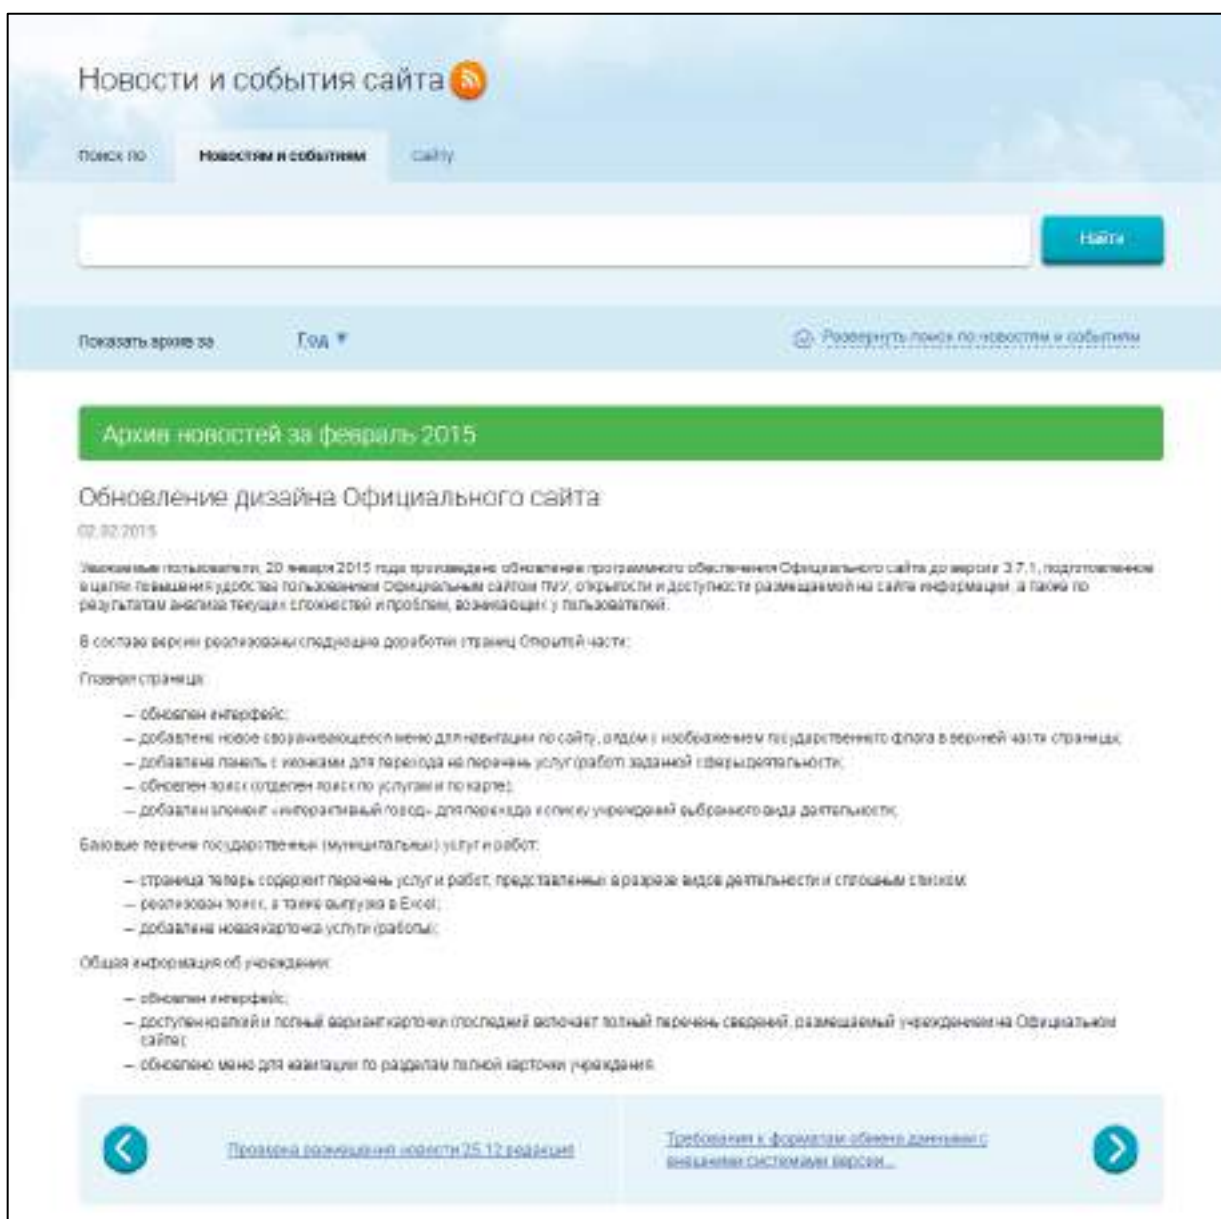 Новости и события сайта
Поиск по Новостям и событиям Сайту
Найти
Показать архив за Год
Развернуть поиск по новостям и событиям
Архив новостей за февраль 2015
Обновление дизайна Официального сайта
02.02.2015
Уважаемые пользователи, 20 января 2015 года произведено обновление программного обеспечения Официального сайта до версии 3.7.1, подготовленное
в целях повышения удобства пользованием Официальным сайтом ГМУ, открытости и доступности размещаемой на сайте информации, а также по
результатам анализа текущих сложностей и проблем, возникающих у пользователей.
В составе версии реализованы следующие доработки страниц Открытой части:
Главная страница:
— обновлен интерфейс;
— добавлено новое сворачивающееся меню для навигации по сайту, рядом с изображением государственного флага в верхней части страницы;
— добавлена панель с иконками для перехода на перечень услуг (работ) заданной сферы деятельности;
— обновлен поиск (отделен поиск по услугам и по карте);
— добавлен элемент «интерактивный город» для перехода к списку учреждений выбранного вида деятельности;
Базовые перечни государственных (муниципальных) услуг и работ:
— страница теперь содержит перечень услуг и работ, представленных в разрезе видов деятельности и сплошным списком
— реализован поиск, а также выгрузка в Excel;
— добавлена новая карточка услуги (работы);
Общая информация об учреждении:
— обновлен интерфейс;
— доступен краткий и полный вариант карточки (последний включает полный перечень сведений, размещаемый учреждением на Официальном
сайте);
— обновлено меню для навигации по разделам полной карточки учреждения.
Проверка размещения новости 25.12 редакция
Требования к форматам обмена данными с
внешними системами версии...